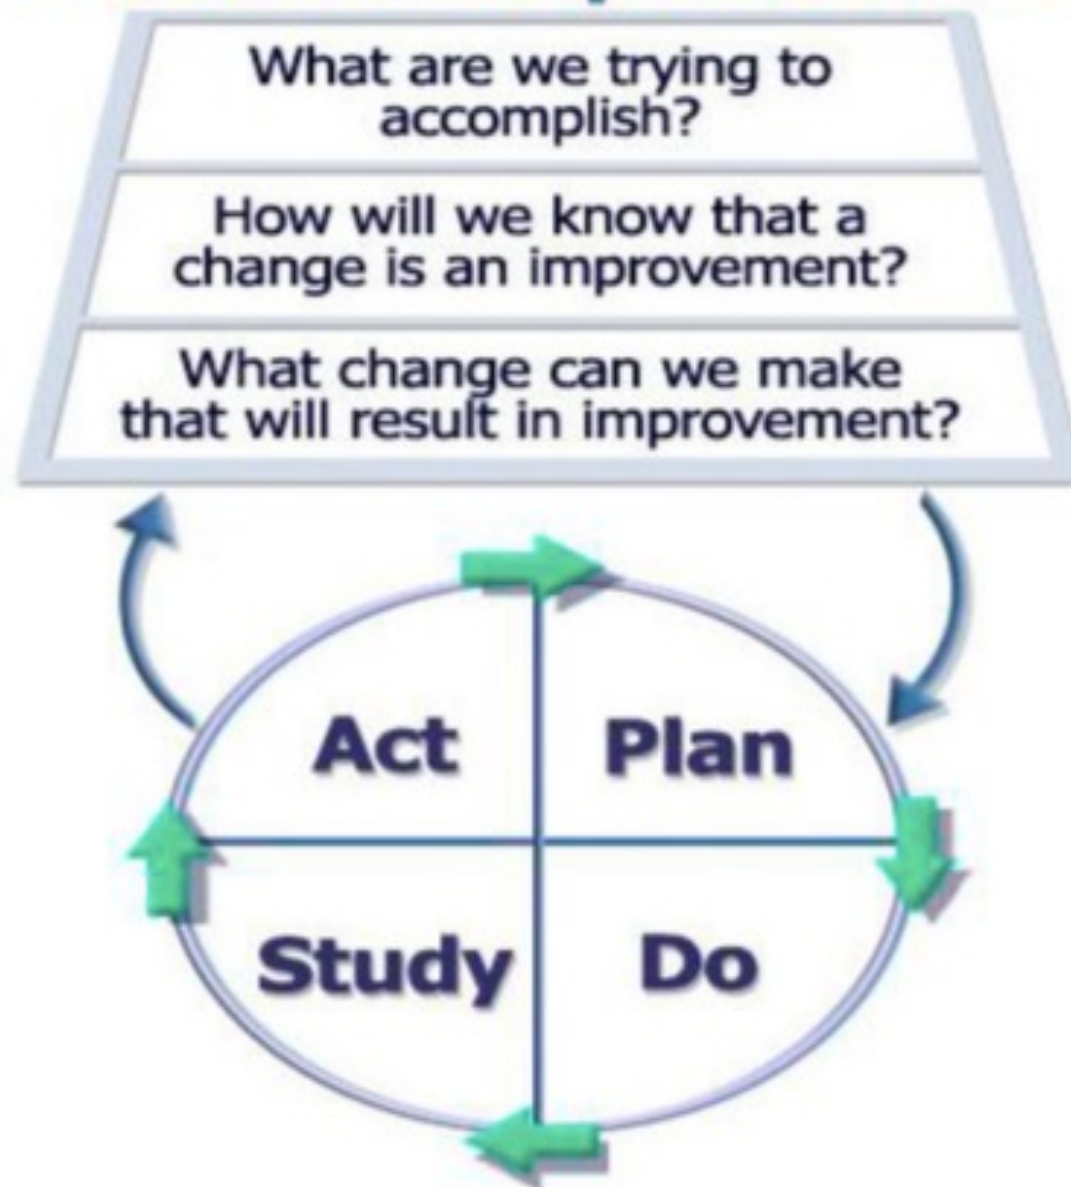 What are we trying to
accomplish?
How will we know that a
change is an improvement?
What change can we make
that will result in improvement?
Act
Plan
Study
Do